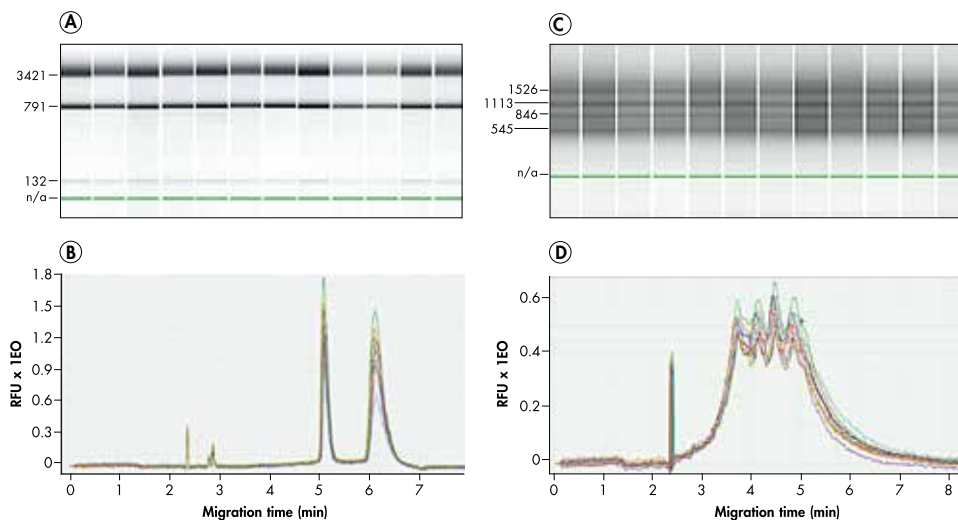 A
3421
791
132
n/a
B
1.8
1.5
1.2
0.9
0.6
0.3
0
RFU x 1EO
0 1 2 3 4 5 6 7
Migration time (min)
C
1526
1113
846
545
n/a
D
0.6
0.4
0.2
0
RFU x 1EO
0 1 2 3 4 5 6 7 8
Migration time (min)